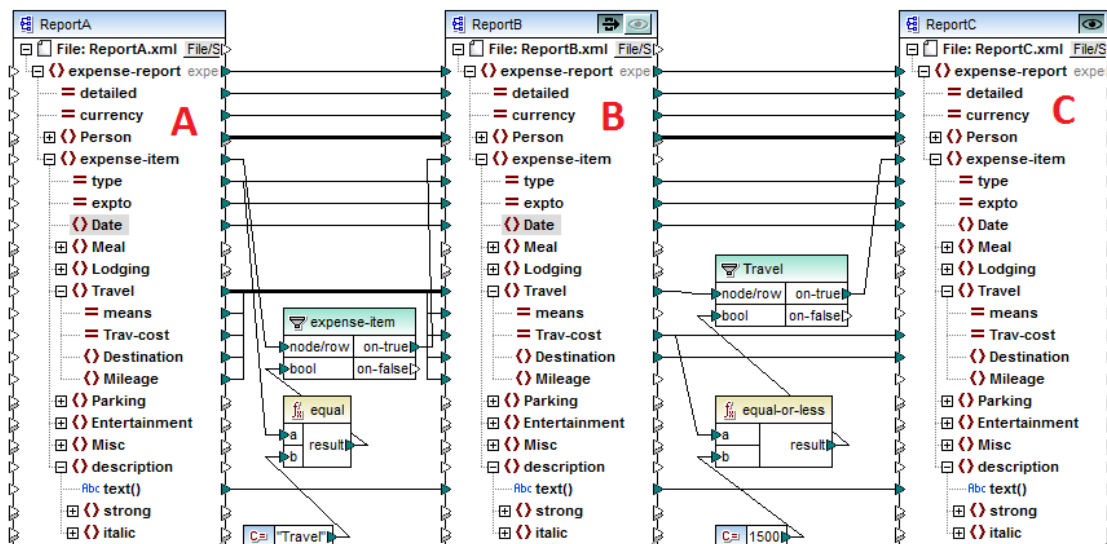 ReportA
File: ReportA.xml File/S
expense-report expe
detailed
currency
Person
expense-item
type
expto
Date
Meal
Lodging
Travel
means
Trav-cost
Destination
Mileage
Parking
Entertainment
Misc
description
Abc text()
strong
italic
A
expense-item
node/row on-true
bool on-false
equal
a
result
b
C= "Travel"
ReportB
File: ReportB.xml File/S
expense-report expe
detailed
currency
Person
expense-item
type
expto
Date
Meal
Lodging
Travel
means
Trav-cost
Destination
Mileage
Parking
Entertainment
Misc
description
Abc text()
strong
italic
B
Travel
node/row on-true
bool on-false
equal-or-less
a
result
b
C= 1500
ReportC
File: ReportC.xml File/S
expense-report expe
detailed
currency
Person
expense-item
type
expto
Date
Meal
Lodging
Travel
means
Trav-cost
Destination
Mileage
Parking
Entertainment
Misc
description
Abc text()
strong
italic
C